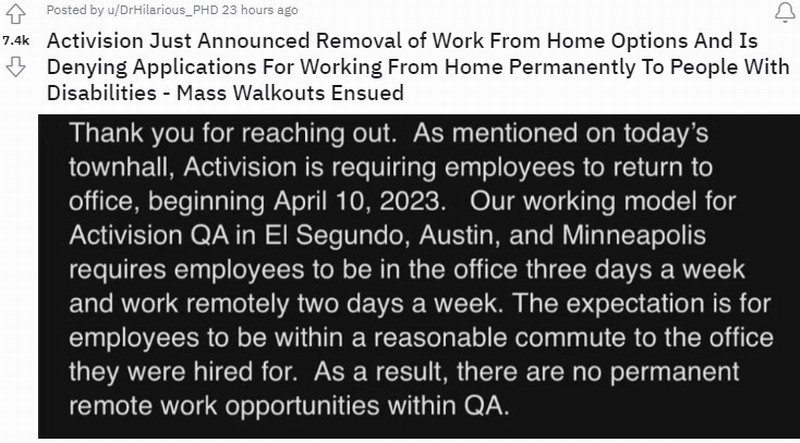 Posted by u/DrHilarious_PHD 23 hours ago
7.4k
Activision Just Announced Removal of Work From Home Options And Is
Denying Applications For Working From Home Permanently To People With
Disabilities - Mass Walkouts Ensued
Thank you for reaching out.  As mentioned on today's
townhall, Activision is requiring employees to return to
office, beginning April 10, 2023.   Our working model for
Activision QA in El Segundo, Austin, and Minneapolis
requires employees to be in the office three days a week
and work remotely two days a week. The expectation is for
employees to be within a reasonable commute to the office
they were hired for.  As a result, there are no permanent
remote work opportunities within QA.